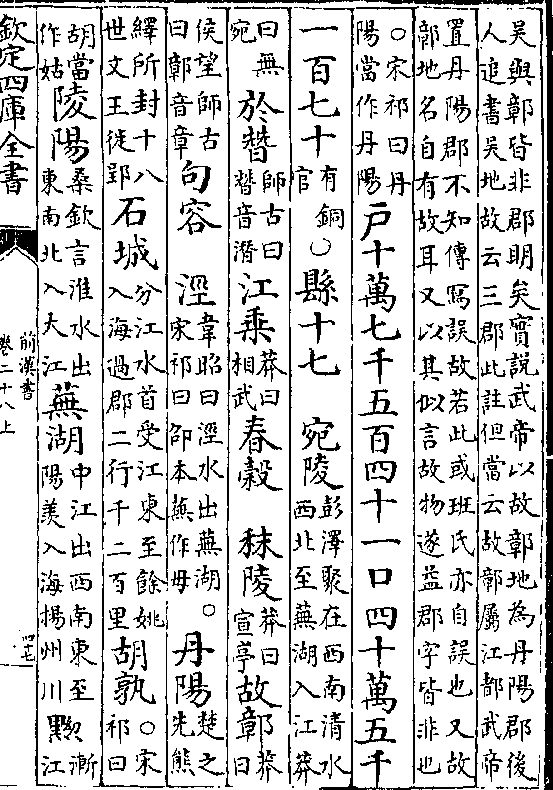 吳興鄣皆非郡明矣實說武帝以故鄣地為丹陽郡後
人追書吳地故云三郡此註但當云故鄣屬江都武帝
置丹陽郡不知傳寫誤故若此或班氏亦自誤也又故
鄣地名自有故耳又以其似言故物遂益郡字皆非也
○宋祁曰丹陽當作丹陽户十萬七千五百四十一口四十萬五千
一百七十有銅官○縣十七　宛陵彭澤聚在西南清水西北至蕪湖入江莽
曰無宛於朁師古曰朁音潛江乗莽曰相武春穀　秣陵莽曰宣亭故鄣莽曰
侯望師古曰鄣音章句容　涇韋昭曰涇水出蕪湖○宋祁曰邵本蕪作毋丹陽楚之先熊
繹所封十八世文王徙郢石城分江水首受江東至餘姚入海過郡二行千二百里胡孰○宋祁曰
胡當作姑陵陽桑欽言淮水出東南北入大江蕪湖中江出西南東至陽羨入海揚州川黝漸江
欽定四庫全書
前漢書
卷二十八上
四七